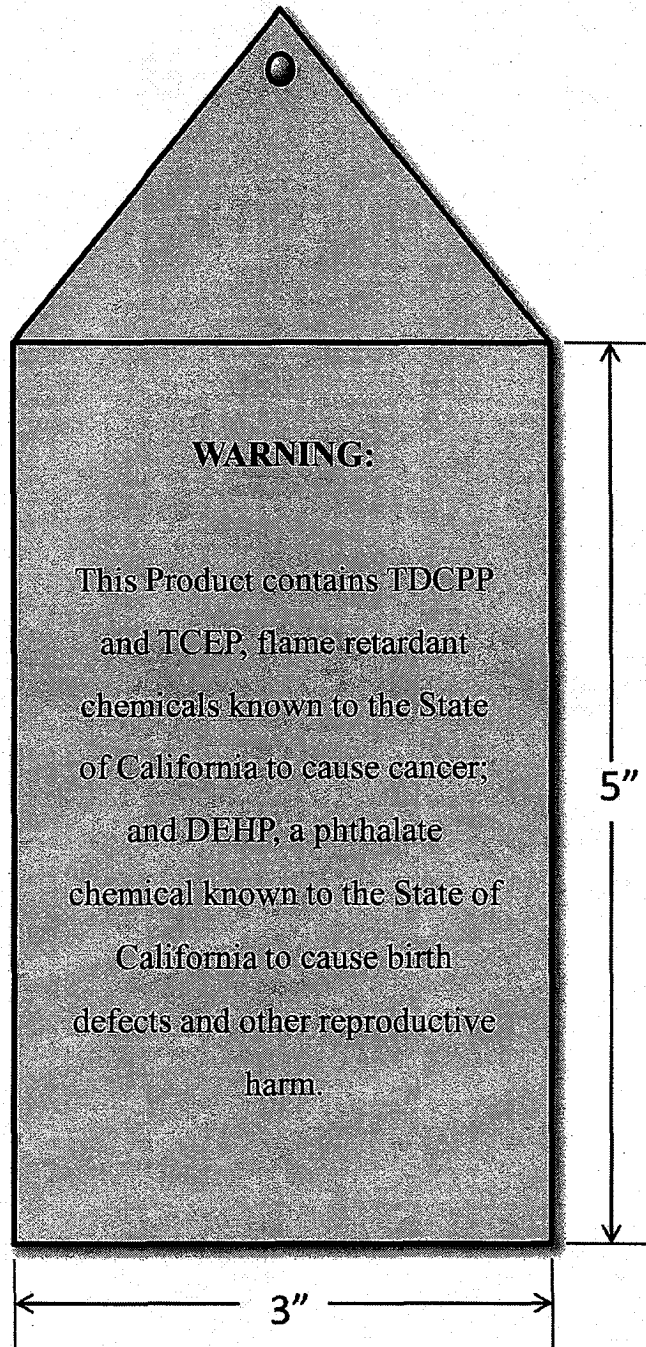 WARNING:
This Product contains TDCPP
and TCEP, flame retardant
chemicals known to the State
of California to cause cancer;
and DEHP, a phthalate
chemical known to the State of
California to cause birth
defects and other reproductive
harm.
5"
3"